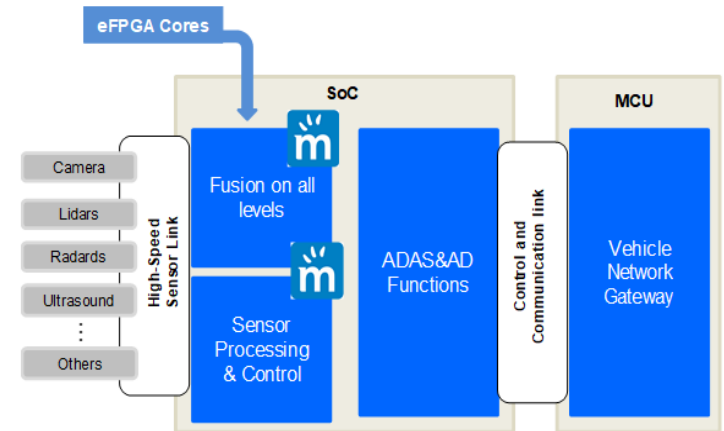 eFPGA Cores
SoC
MCU
Camera
Lidars
Radards
Ultrasound
Others
High-Speed
Sensor Link
m
Fusion on all
levels
m
Sensor
Processing
& Control
ADAS&AD
Functions
Control and
Communication link
Vehicle
Network
Gateway